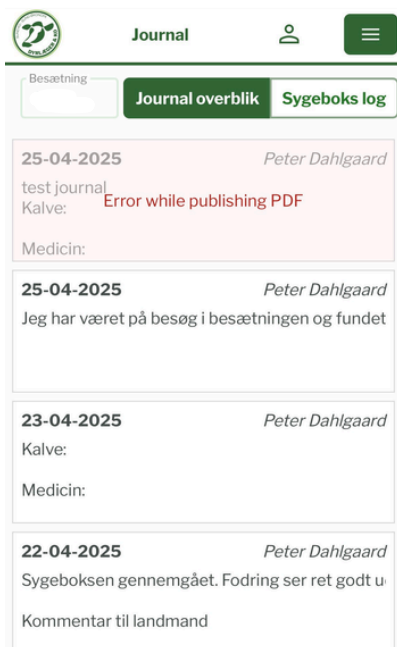 Journal
Besætning
Journal overblik
Sygeboks log
25-04-2025 Peter Dahlgaard
test journal
Error while publishing PDF
Kalve:
Medicin:
25-04-2025 Peter Dahlgaard
Jeg har været på besøg i besætningen og fundet
23-04-2025 Peter Dahlgaard
Kalve:
Medicin:
22-04-2025 Peter Dahlgaard
Sygeboksen gennemgået. Fodring ser ret godt
Kommentar til landmand